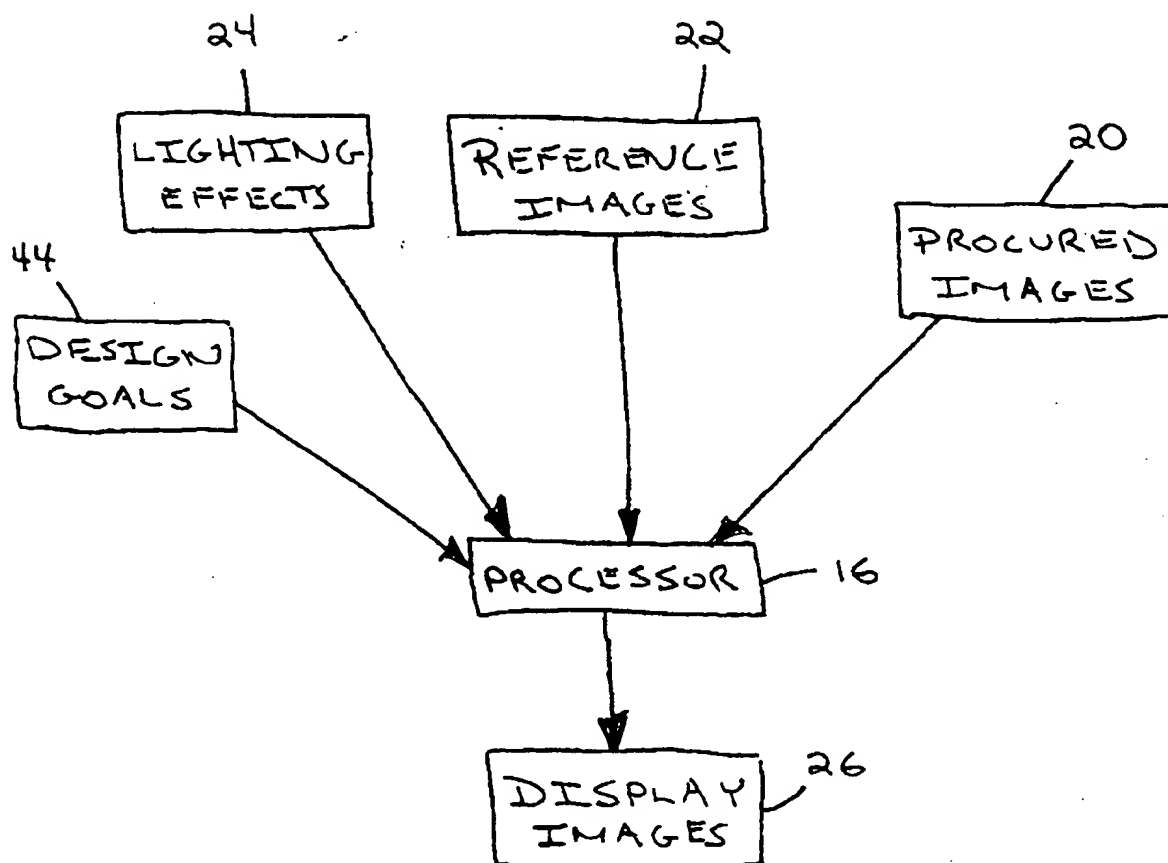 24
22
20
LIGHTING
EFFECTS
REFERENCE
IMAGES
PROCURED
IMAGES
44
DESIGN
GOALS
PROCESSOR
16
DISPLAY
IMAGES
26